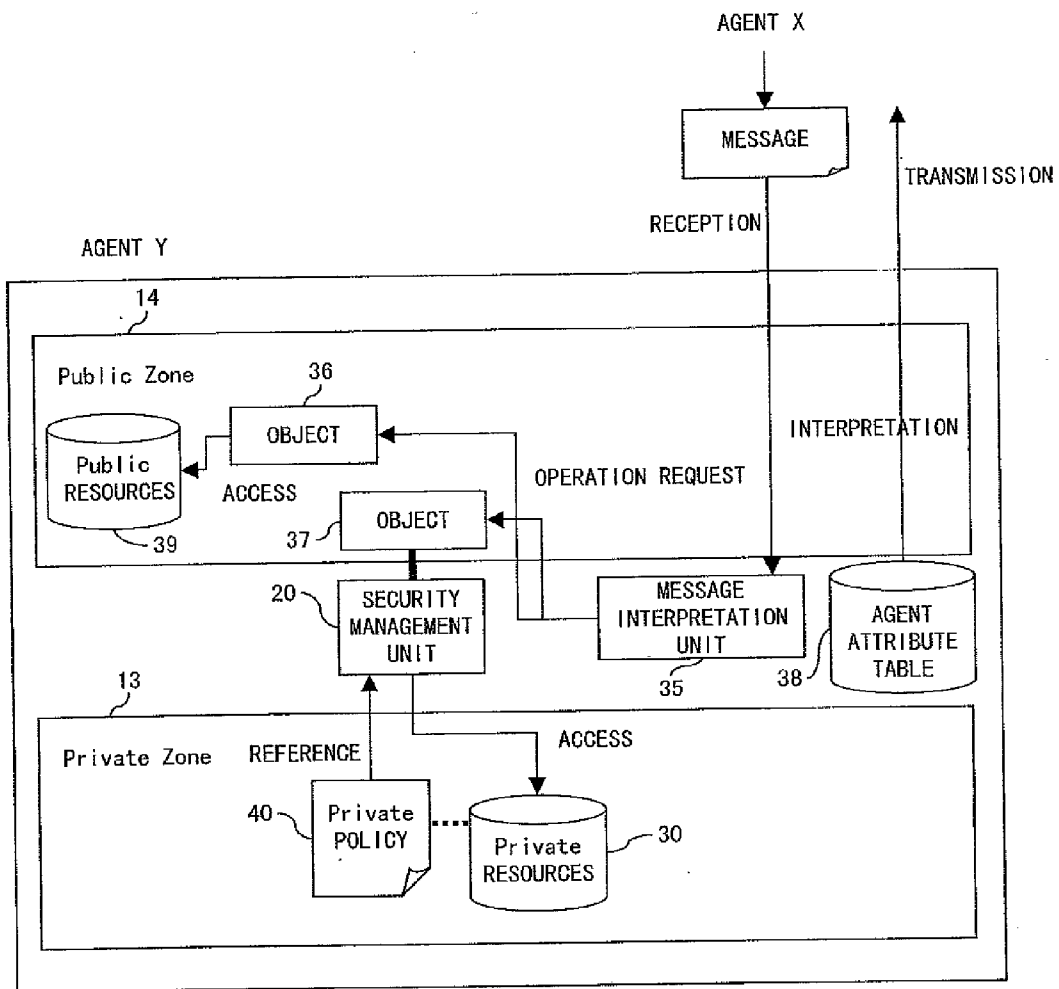 AGENT X
MESSAGE
TRANSMISSION
RECEPTION
AGENT Y
14
Public Zone
36
OBJECT
INTERPRETATION
Public
RESOURCES
ACCESS
OPERATION REQUEST
39
37
OBJECT
20
SECURITY
MANAGEMENT
UNIT
MESSAGE
INTERPRETATION
UNIT
35
38
AGENT
ATTRIBUTE
TABLE
13
Private Zone
REFERENCE
ACCESS
40
Private
POLICY
Private
RESOURCES
30